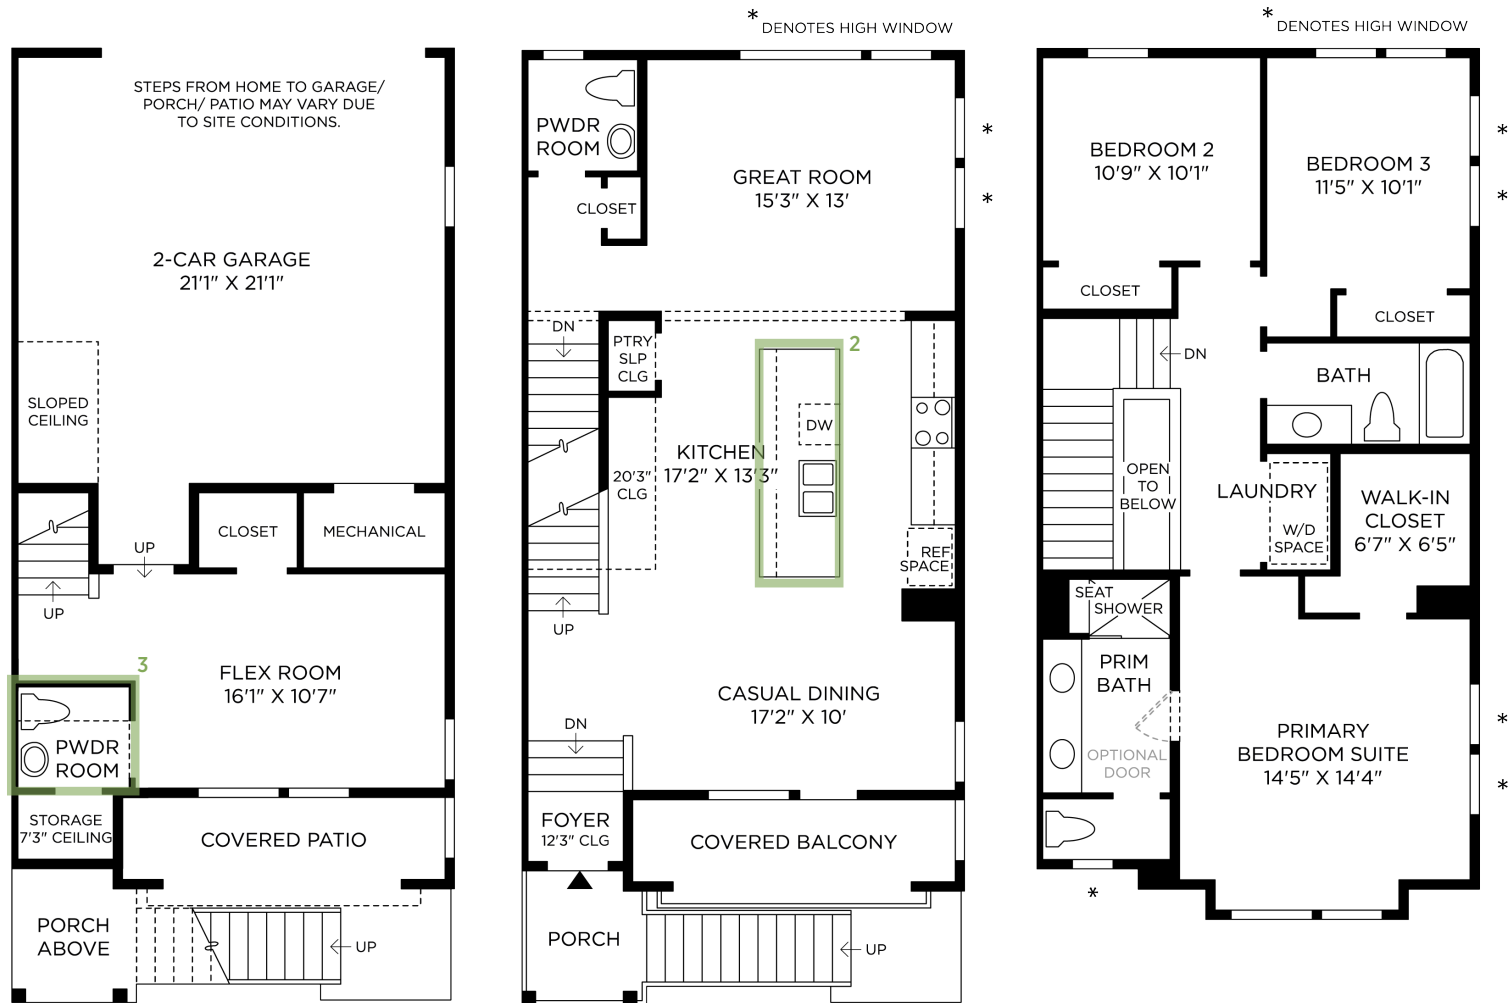 STEPS FROM HOME TO GARAGE/
PORCH/ PATIO MAY VARY DUE
TO SITE CONDITIONS.
2-CAR GARAGE
21'1" X 21'1"
SLOPED
CEILING
CLOSET
MECHANICAL
UP
UP
3
FLEX ROOM
16'1" X 10'7"
PWDR
ROOM
STORAGE
7'3" CEILING
COVERED PATIO
PORCH
ABOVE
UP
* DENOTES HIGH WINDOW
PWDR
ROOM
GREAT ROOM
15'3" X 13'
*
*
CLOSET
DN
PTRY
SLP
CLG
2
DW
KITCHEN
17'2" X 13'3"
20'3"
CLG
REF
SPACE
UP
CASUAL DINING
17'2" X 10'
DN
FOYER
12'3" CLG
COVERED BALCONY
PORCH
UP
* DENOTES HIGH WINDOW
BEDROOM 2
10'9" X 10'1"
BEDROOM 3
11'5" X 10'1"
*
*
CLOSET
CLOSET
DN
BATH
OPEN
TO
BELOW
LAUNDRY
W/D
SPACE
WALK-IN
CLOSET
6'7" X 6'5"
SEAT
SHOWER
PRIM
BATH
OPTIONAL
DOOR
PRIMARY
BEDROOM SUITE
14'5" X 14'4"
*
*
*